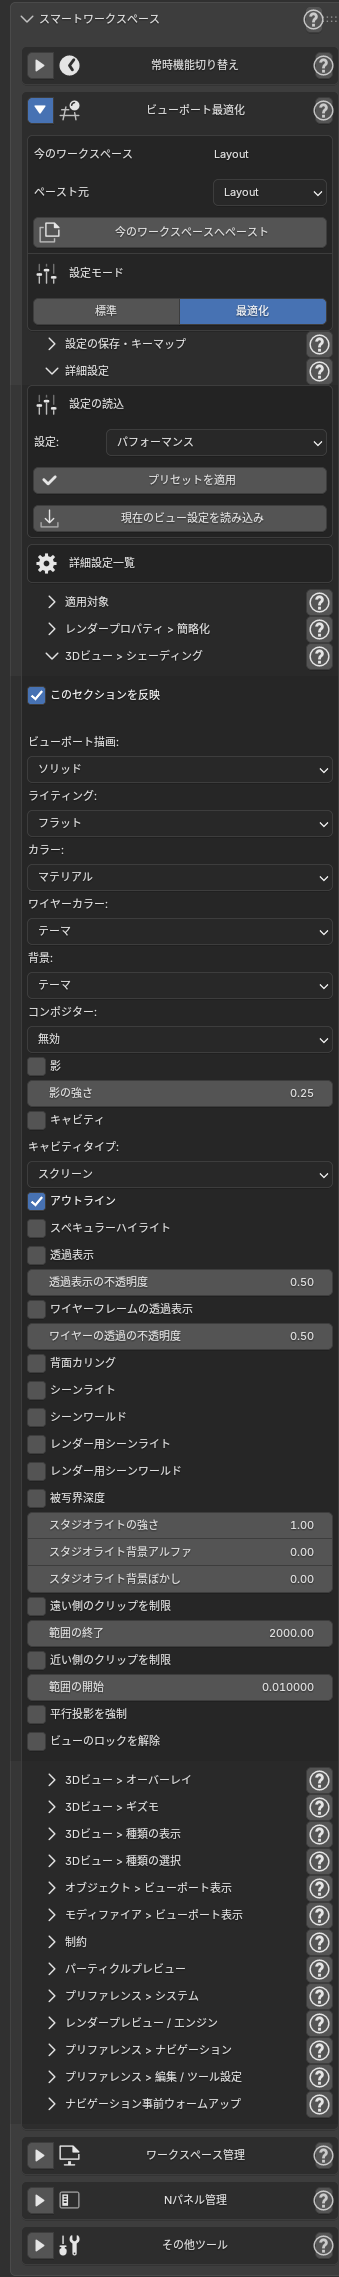 スマートワークスペース
常時機能切り替え
ビューポート最適化
今のワークスペース Layout
ペースト元 Layout
今のワークスペースへペースト
設定モード
標準 最適化
設定の保存・キーマップ
詳細設定
設定の読込
設定: パフォーマンス
プリセットを適用
現在のビュー設定を読み込み
詳細設定一覧
適用対象
レンダープロパティ > 簡略化
3Dビュー > シェーディング
このセクションを反映
ビューポート描画:
ソリッド
ライティング:
フラット
カラー:
マテリアル
ワイヤーカラー:
テーマ
背景:
テーマ
コンポジター:
無効
影
影の強さ 0.25
キャビティ
キャビティタイプ:
スクリーン
アウトライン
スペキュラーハイライト
透過表示
透過表示の不透明度 0.50
ワイヤーフレームの透過表示
ワイヤーの透過の不透明度 0.50
背面カリング
シーンライト
シーンワールド
レンダー用シーンライト
レンダー用シーンワールド
被写界深度
スタジオライトの強さ 1.00
スタジオライト背景アルファ 0.00
スタジオライト背景ぼかし 0.00
遠い側のクリップを制限
範囲の終了 2000.00
近い側のクリップを制限
範囲の開始 0.010000
平行投影を強制
ビューのロックを解除
3Dビュー > オーバーレイ
3Dビュー > ギズモ
3Dビュー > 種類の表示
3Dビュー > 種類の選択
オブジェクト > ビューポート表示
モディファイア > ビューポート表示
制約
パーティクルプレビュー
プリファレンス > システム
レンダープレビュー / エンジン
プリファレンス > ナビゲーション
プリファレンス > 編集 / ツール設定
ナビゲーション事前ウォームアップ
ワークスペース管理
Nパネル管理
その他ツール